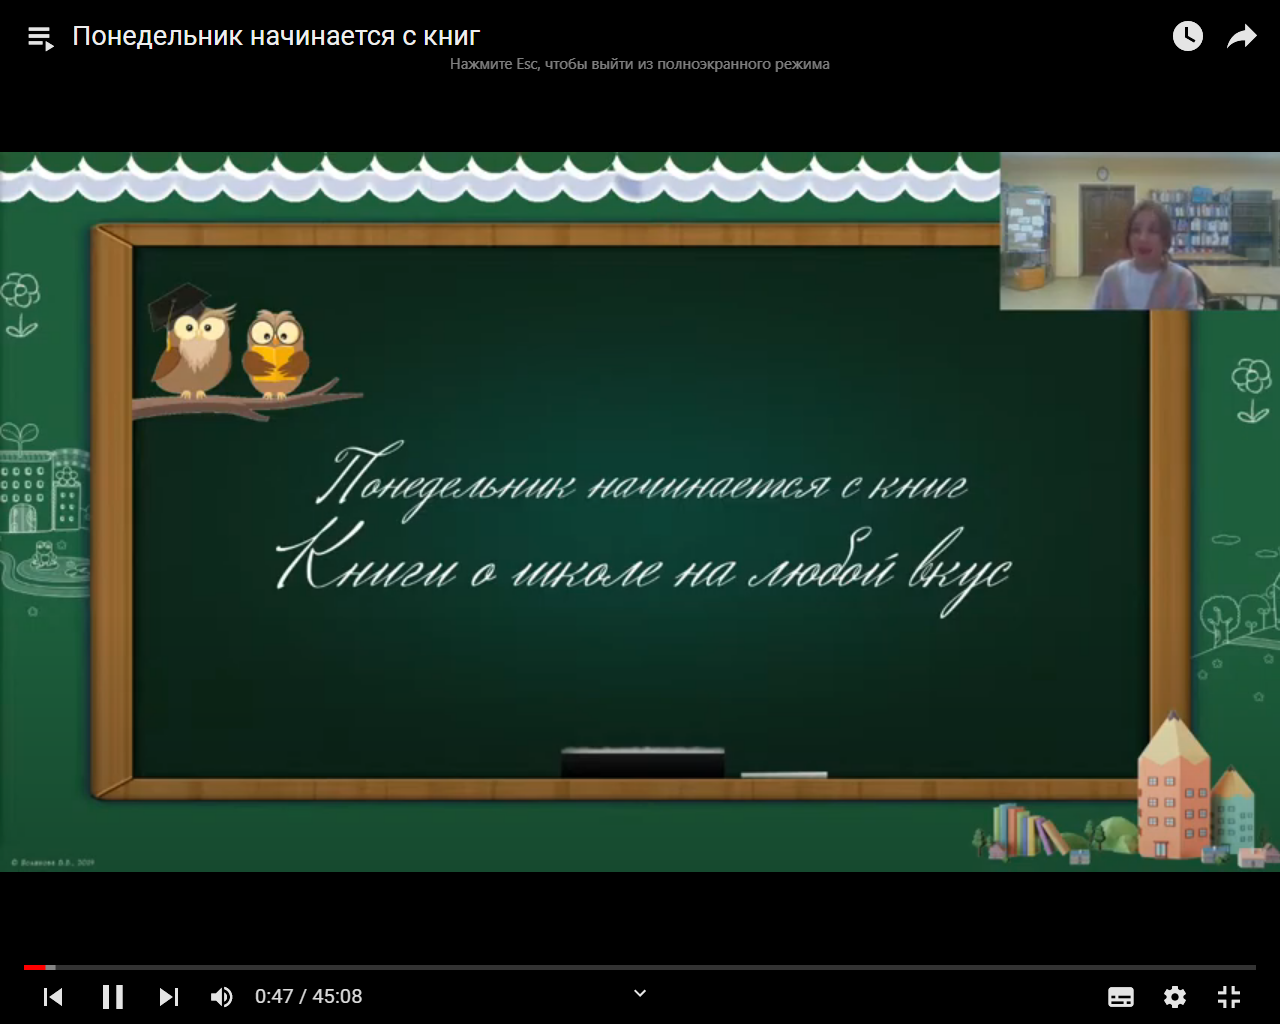 Понедельник начинается с книг
Нажмите Esc, чтобы выйти из полноэкранного режима
Понедельник начинается с книг
Книги о школе на любой вкус
0:47 / 45:08